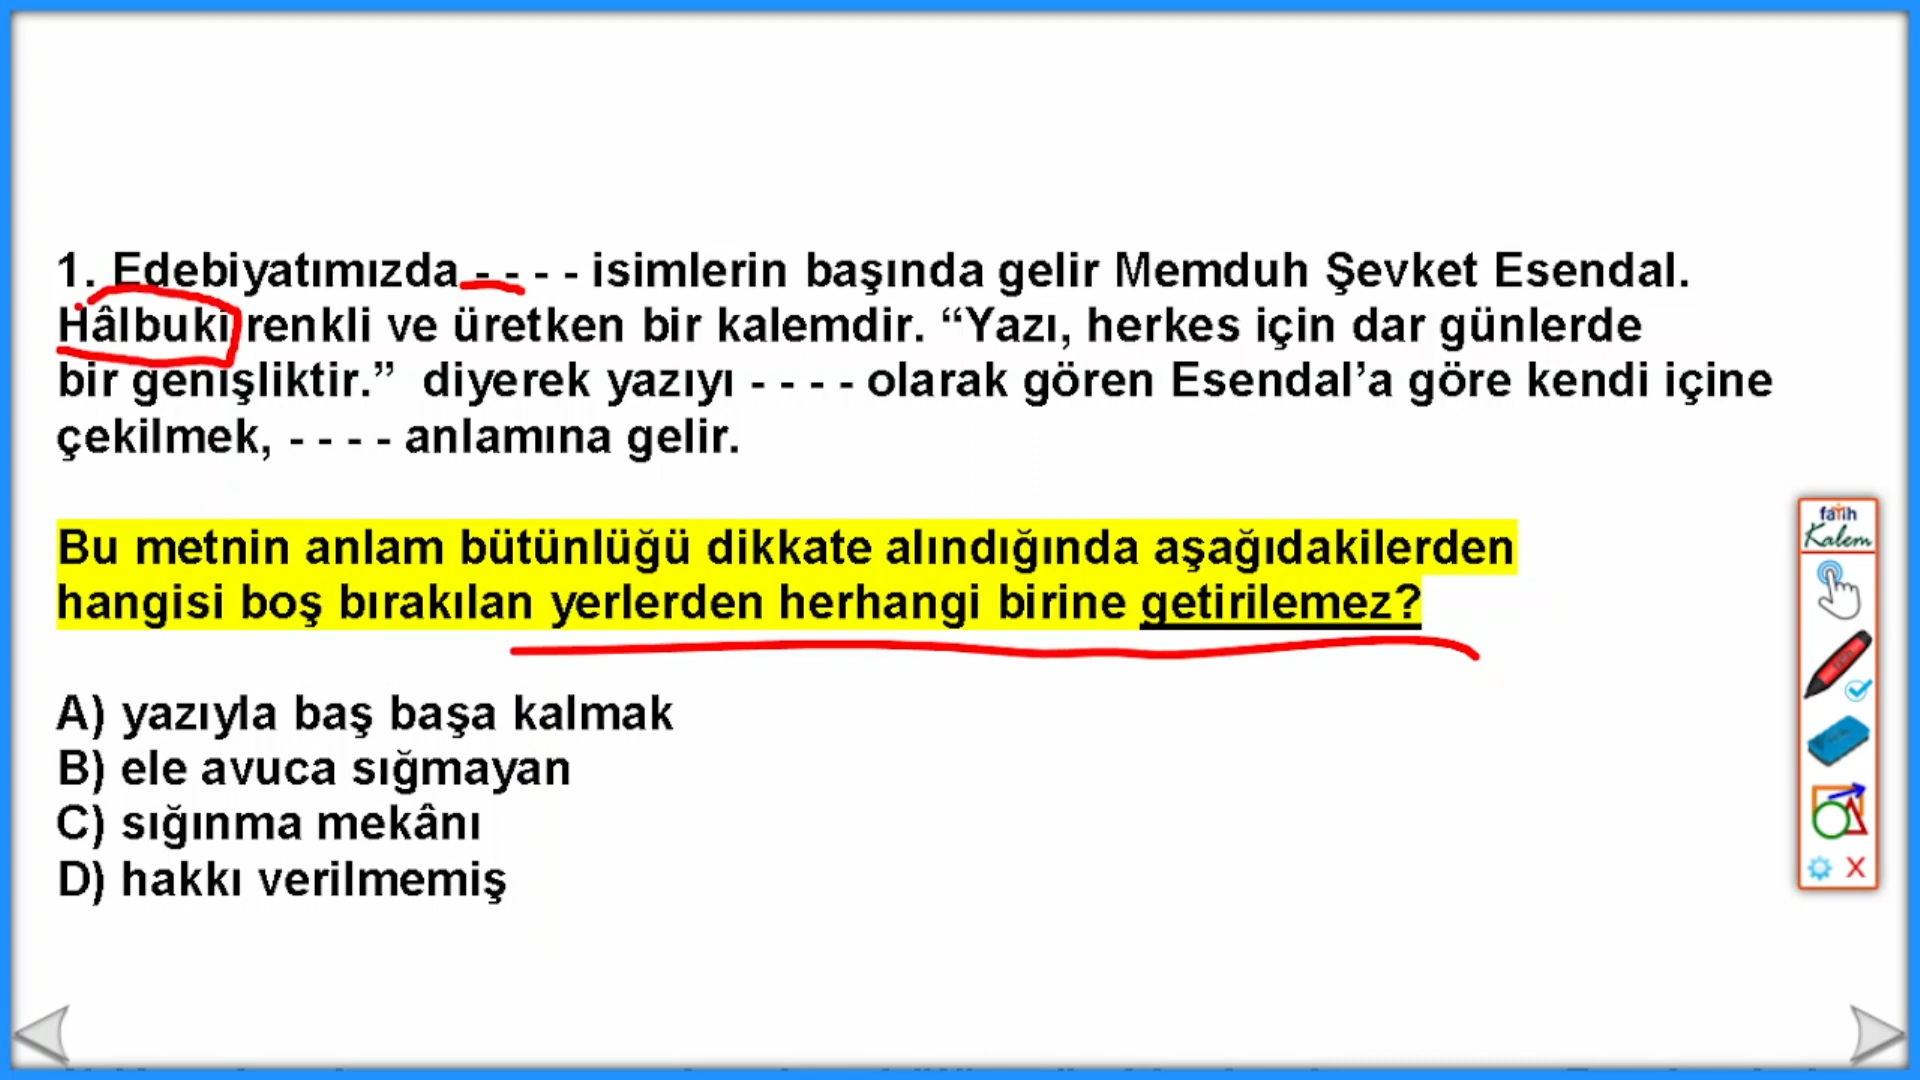 1. Edebiyatımızda - - - - isimlerin başında gelir Memduh Şevket Esendal.
Hâlbuki renkli ve üretken bir kalemdir. “Yazı, herkes için dar günlerde
bir genişliktir.” diyerek yazıyı - - - - olarak gören Esendal’a göre kendi içine
çekilmek, - - - - anlamına gelir.
Bu metnin anlam bütünlüğü dikkate alındığında aşağıdakilerden
hangisi boş bırakılan yerlerden herhangi birine getirilemez?
A) yazıyla baş başa kalmak
B) ele avuca sığmayan
C) sığınma mekânı
D) hakkı verilmemiş
fatih
Kalem